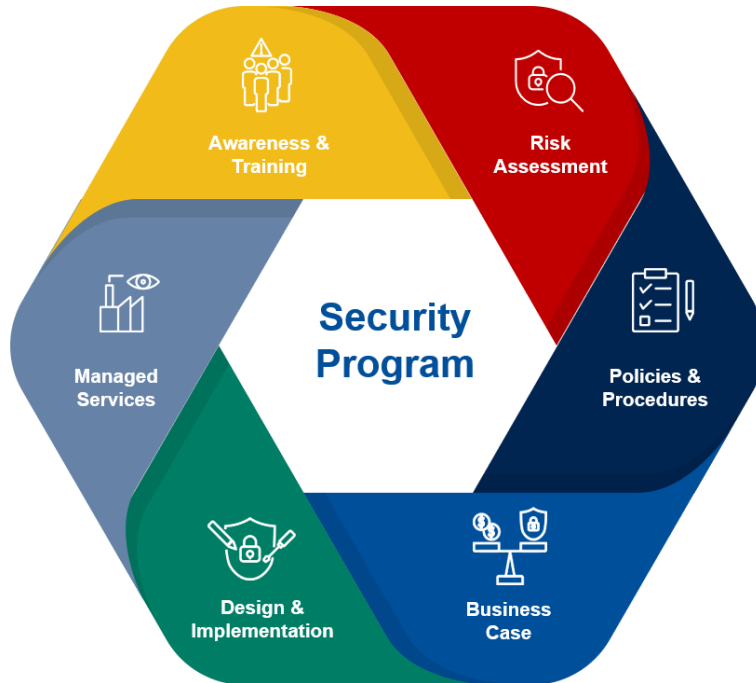 Awareness &
Training
Risk
Assessment
Security
Program
Managed
Services
Policies &
Procedures
Design &
Implementation
Business
Case